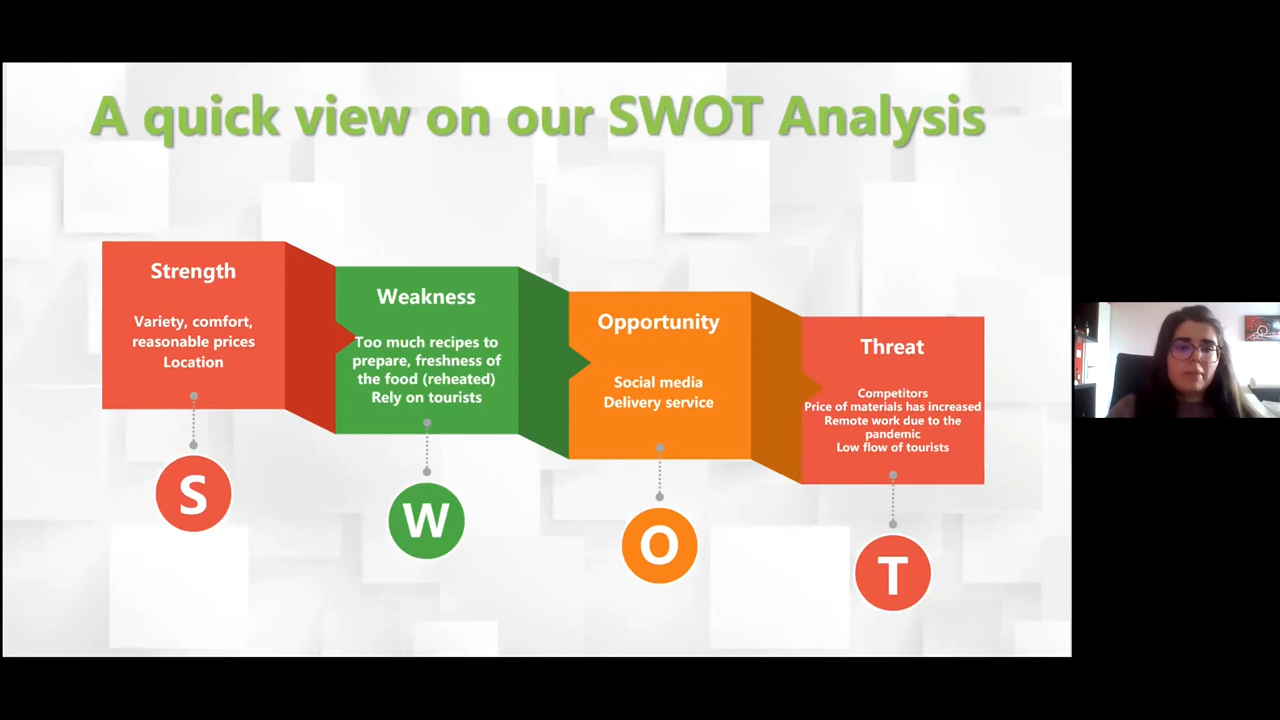 A quick view on our SWOT Analysis
Strength
Variety, comfort,
reasonable prices
Location
S
Weakness
Too much recipes to
prepare, freshness of
the food (reheated)
Rely on tourists
W
Opportunity
Social media
Delivery service
O
Threat
Competitors
Price of materials has increased
Remote work due to the
pandemic
Low flow of tourists
T